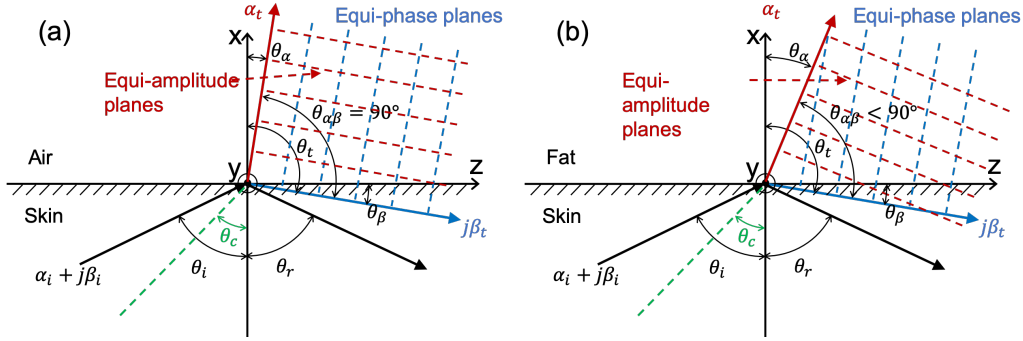 (a)
α_t
Equi-phase planes
x
θ_α
Equi-amplitude
planes
θ_αβ = 90°
θ_t
Air
y
z
Skin
θ_β
jβ_t
θ_c
α_i + jβ_i
θ_i
θ_r
(b)
α_t
Equi-phase planes
x
θ_α
Equi-
amplitude
planes
θ_αβ < 90°
θ_t
Fat
y
z
Skin
θ_β
jβ_t
θ_c
α_i + jβ_i
θ_i
θ_r